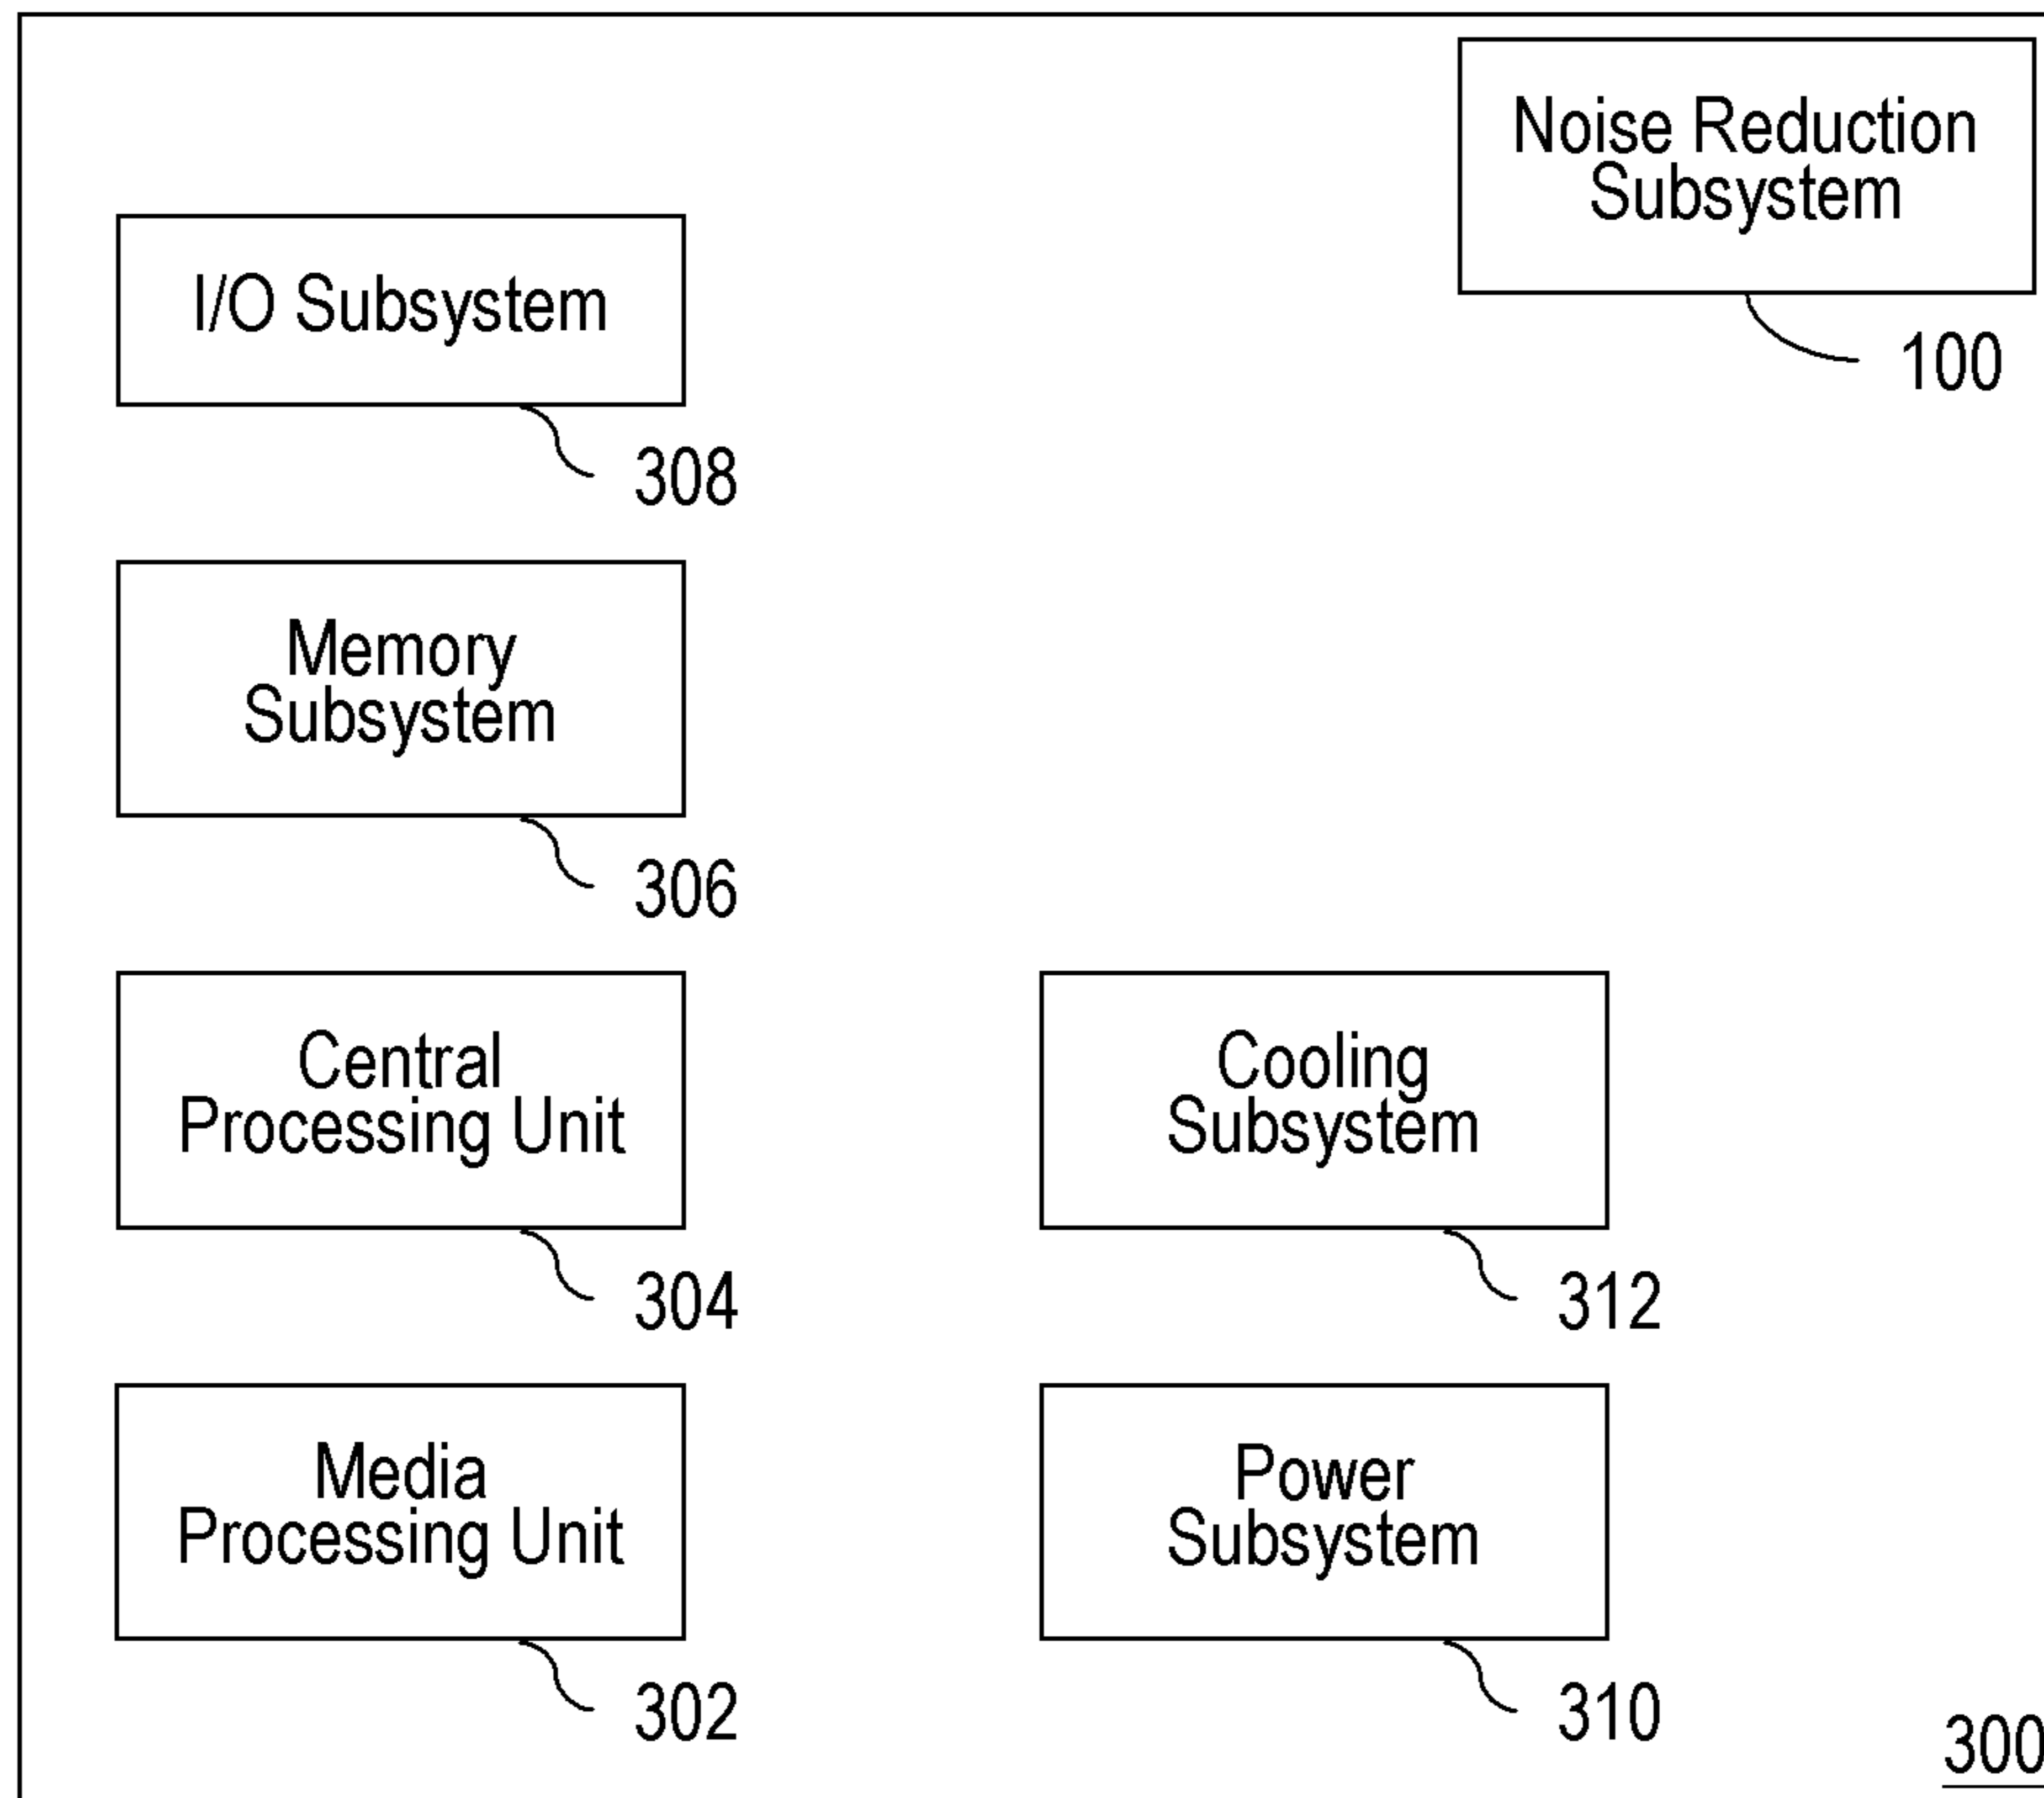 Noise Reduction
Subsystem
100
I/O Subsystem
308
Memory
Subsystem
306
Central
Processing Unit
304
Cooling
Subsystem
312
Media
Processing Unit
302
Power
Subsystem
310
300